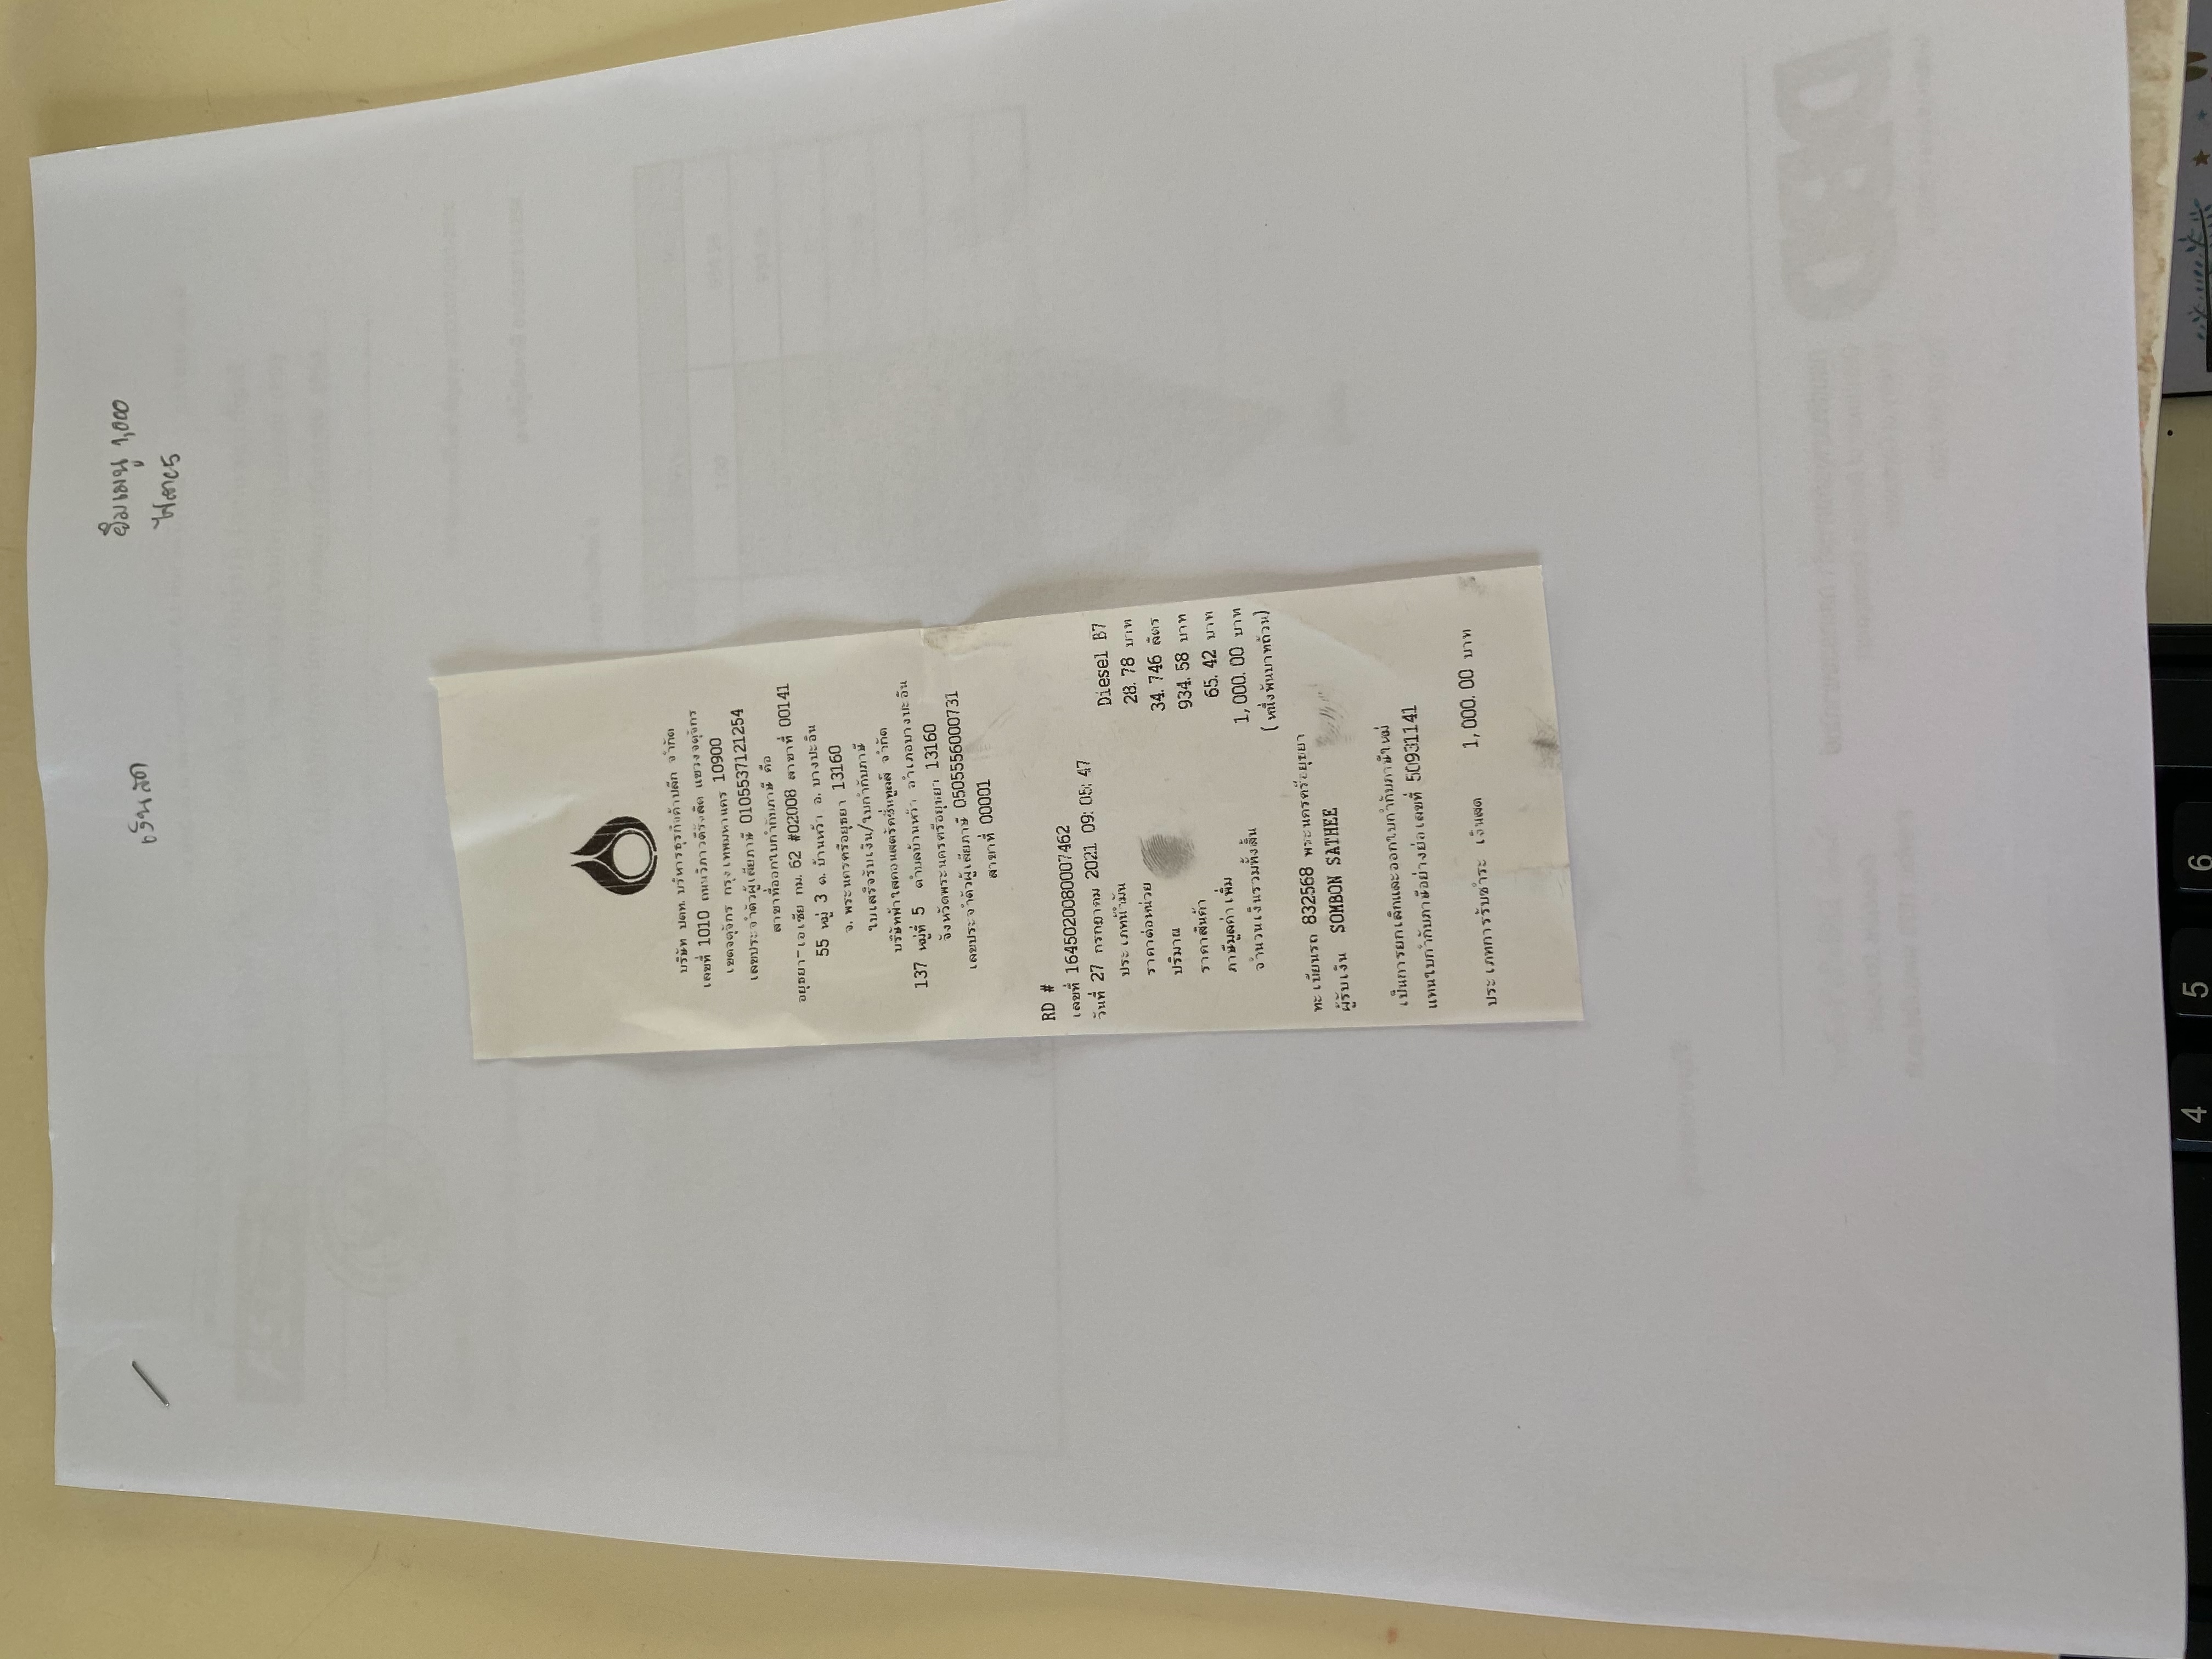 เงินสด
ยืมเมนู 1,000
บริษัท ปตท. บริหารธุรกิจค้าปลีก จำกัด
เลขที่ 1010 ถนนวิภาวดีรังสิต แขวงจตุจักร
เขตจตุจักร กรุงเทพมหานคร 10900
เลขประจำตัวผู้เสียภาษี 0105537121254
สาขาที่ออกใบกำกับภาษี คือ
อยุธยา-เอเซีย กม. 62 #02008 สาขาที่ 00141
55 หมู่ 3 ต. บ้านหว้า อ. บางปะอิน
จ. พระนครศรีอยุธยา 13160
ใบเสร็จรับเงิน/ใบกำกับภาษี
บริษัทฟ้าใสคอนสตรัคชั่นทูลส์ จำกัด
137 หมู่ที่ 5 ตำบลบ้านหว้า อำเภอบางปะอิน
จังหวัดพระนครศรีอยุธยา 13160
เลขประจำตัวผู้เสียภาษี 0505556000731
สาขาที่ 00001
RD #
เลขที่ 1645020080007462
วันที่ 27 กรกฎาคม 2021 09:05:47
ประเภทน้ำมัน Diesel B7
ราคาต่อหน่วย 28.78 บาท
ปริมาณ 34.746 ลิตร
ราคาสินค้า 934.58 บาท
ภาษีมูลค่าเพิ่ม 65.42 บาท
จำนวนเงินรวมทั้งสิ้น 1,000.00 บาท
(หนึ่งพันบาทถ้วน)
ทะเบียนรถ 832568 พระนครศรีอยุธยา
ผู้รับเงิน SOMBON SATHEE
เป็นการยกเลิกและออกใบกำกับภาษีใหม่
แทนใบกำกับภาษีอย่างย่อเลขที่ 50931141
ประเภทการรับชำระ เงินสด 1,000.00 บาท
4 5 6